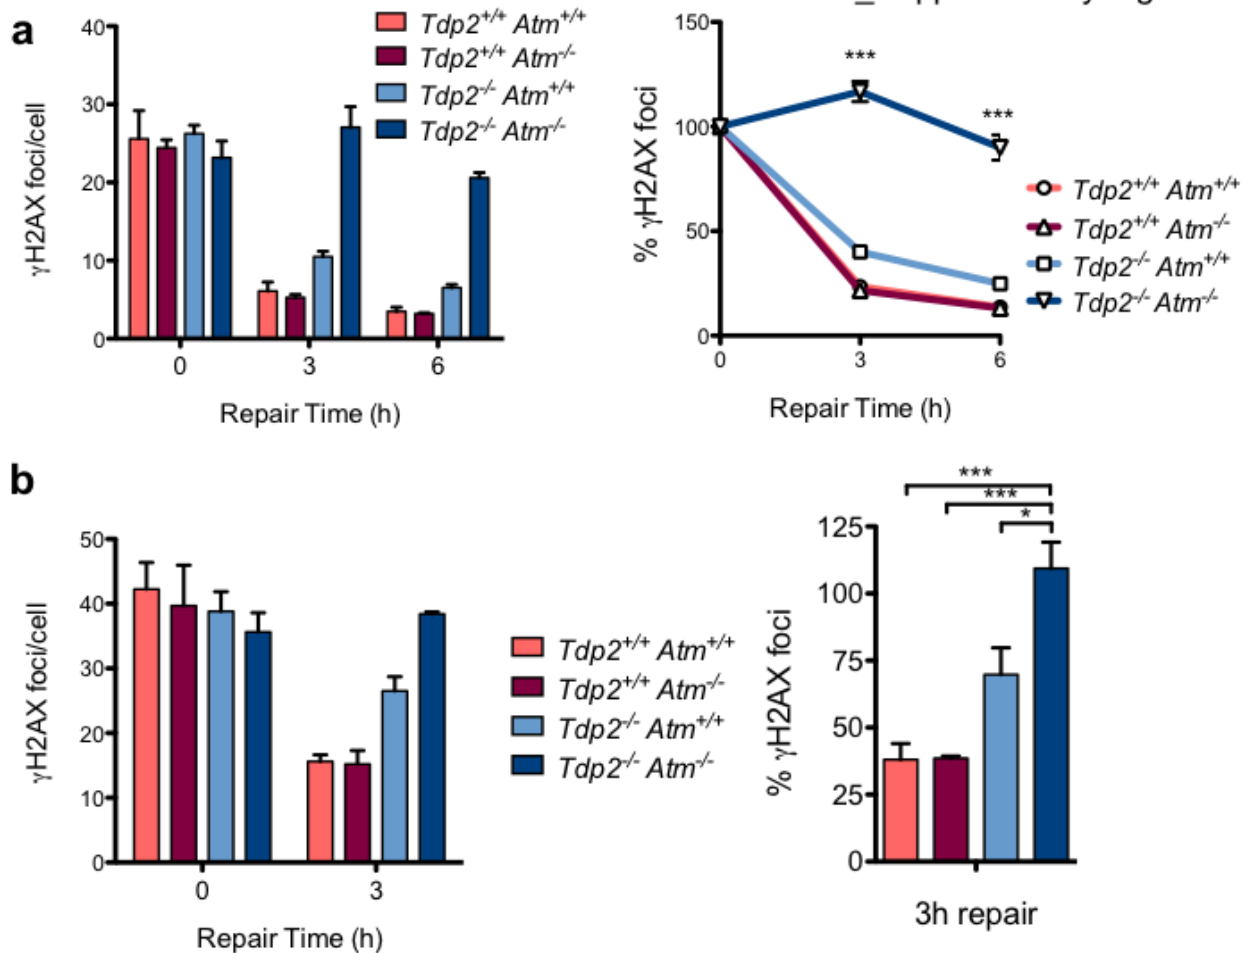 a
40
30
20
10
0
γH2AX foci/cell
0 3 6
Repair Time (h)
Tdp2+/+ Atm+/+
Tdp2+/+ Atm-/-
Tdp2-/- Atm+/+
Tdp2-/- Atm-/-
150
100
50
0
% γH2AX foci
***
***
0 3 6
Repair Time (h)
Tdp2+/+ Atm+/+
Tdp2+/+ Atm-/-
Tdp2-/- Atm+/+
Tdp2-/- Atm-/-
b
50
40
30
20
10
0
γH2AX foci/cell
0 3
Repair Time (h)
Tdp2+/+ Atm+/+
Tdp2+/+ Atm-/-
Tdp2-/- Atm+/+
Tdp2-/- Atm-/-
***
***
*
125
100
75
50
25
0
% γH2AX foci
3h repair